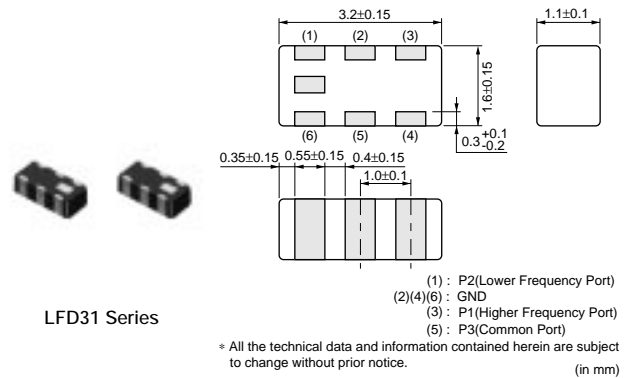 3.2±0.15
1.1±0.1
(1) (2) (3)
1.6±0.15
(6) (5) (4)
0.3 +0.1 -0.2
0.35±0.15 0.55±0.15 0.4±0.15
1.0±0.1
(1) : P2(Lower Frequency Port)
(2)(4)(6) : GND
(3) : P1(Higher Frequency Port)
(5) : P3(Common Port)
LFD31 Series
* All the technical data and information contained herein are subject
to change without prior notice.
(in mm)